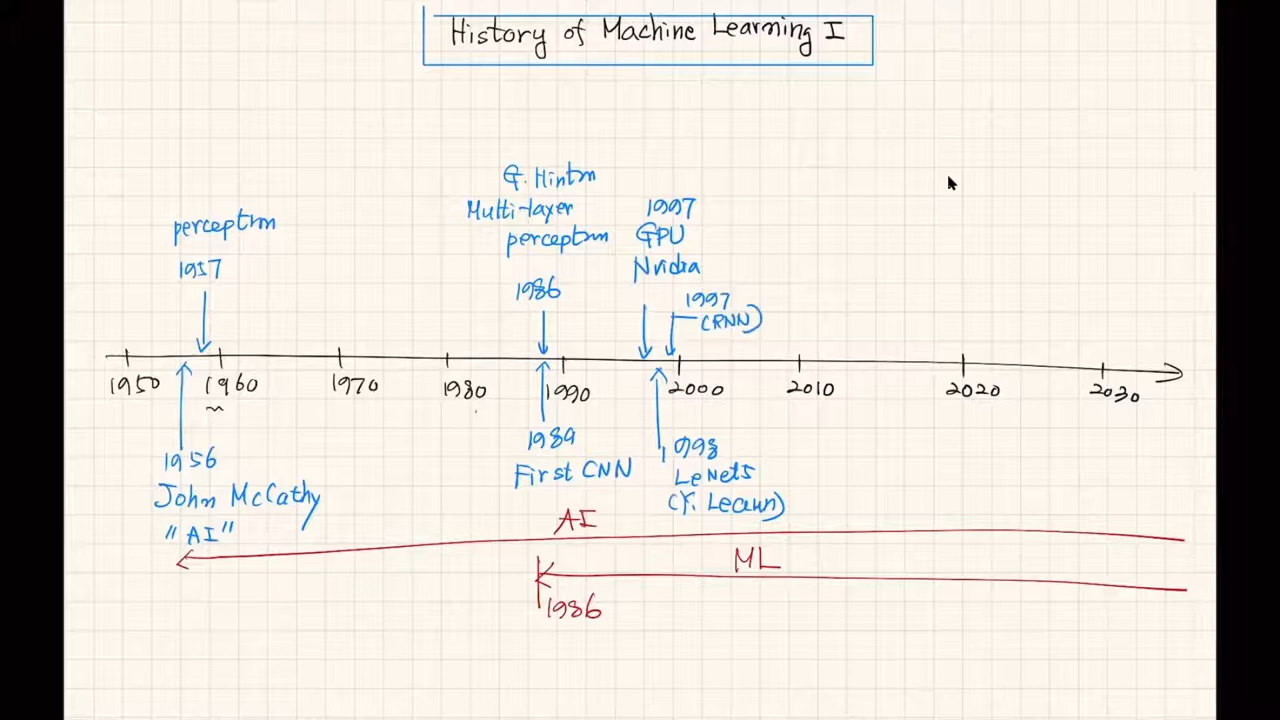 History of Machine Learning I
G. Hinton
Multi-layer
perceptron
1986
perceptron
1957
1997
GPU
Nvidia
1997
(RNN)
1950 1960 1970 1980 1990 2000 2010 2020 2030
1956
John McCathy
"AI"
1989
First CNN
1998
LeNet5
(Y. Lecun)
AI
ML
1986